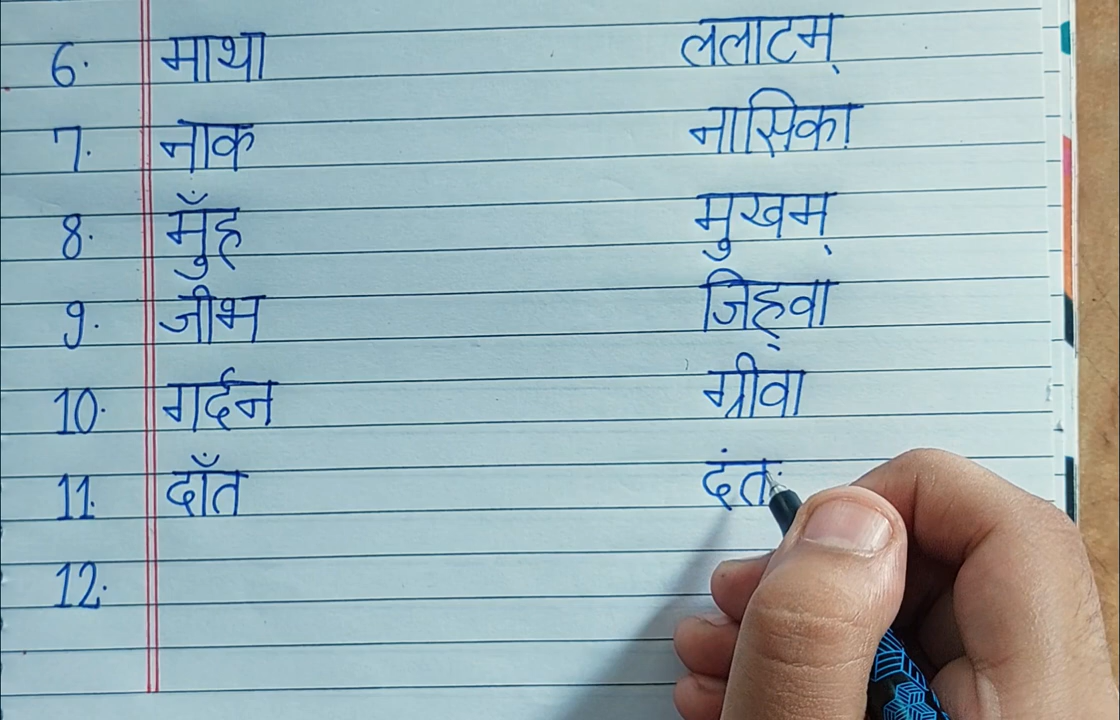 6. माथा ललाटम्
7. नाक नासिका
8. मुँह मुखम्
9. जीभ जिह्वा
10. गर्दन ग्रीवा
11. दाँत दंतः
12.